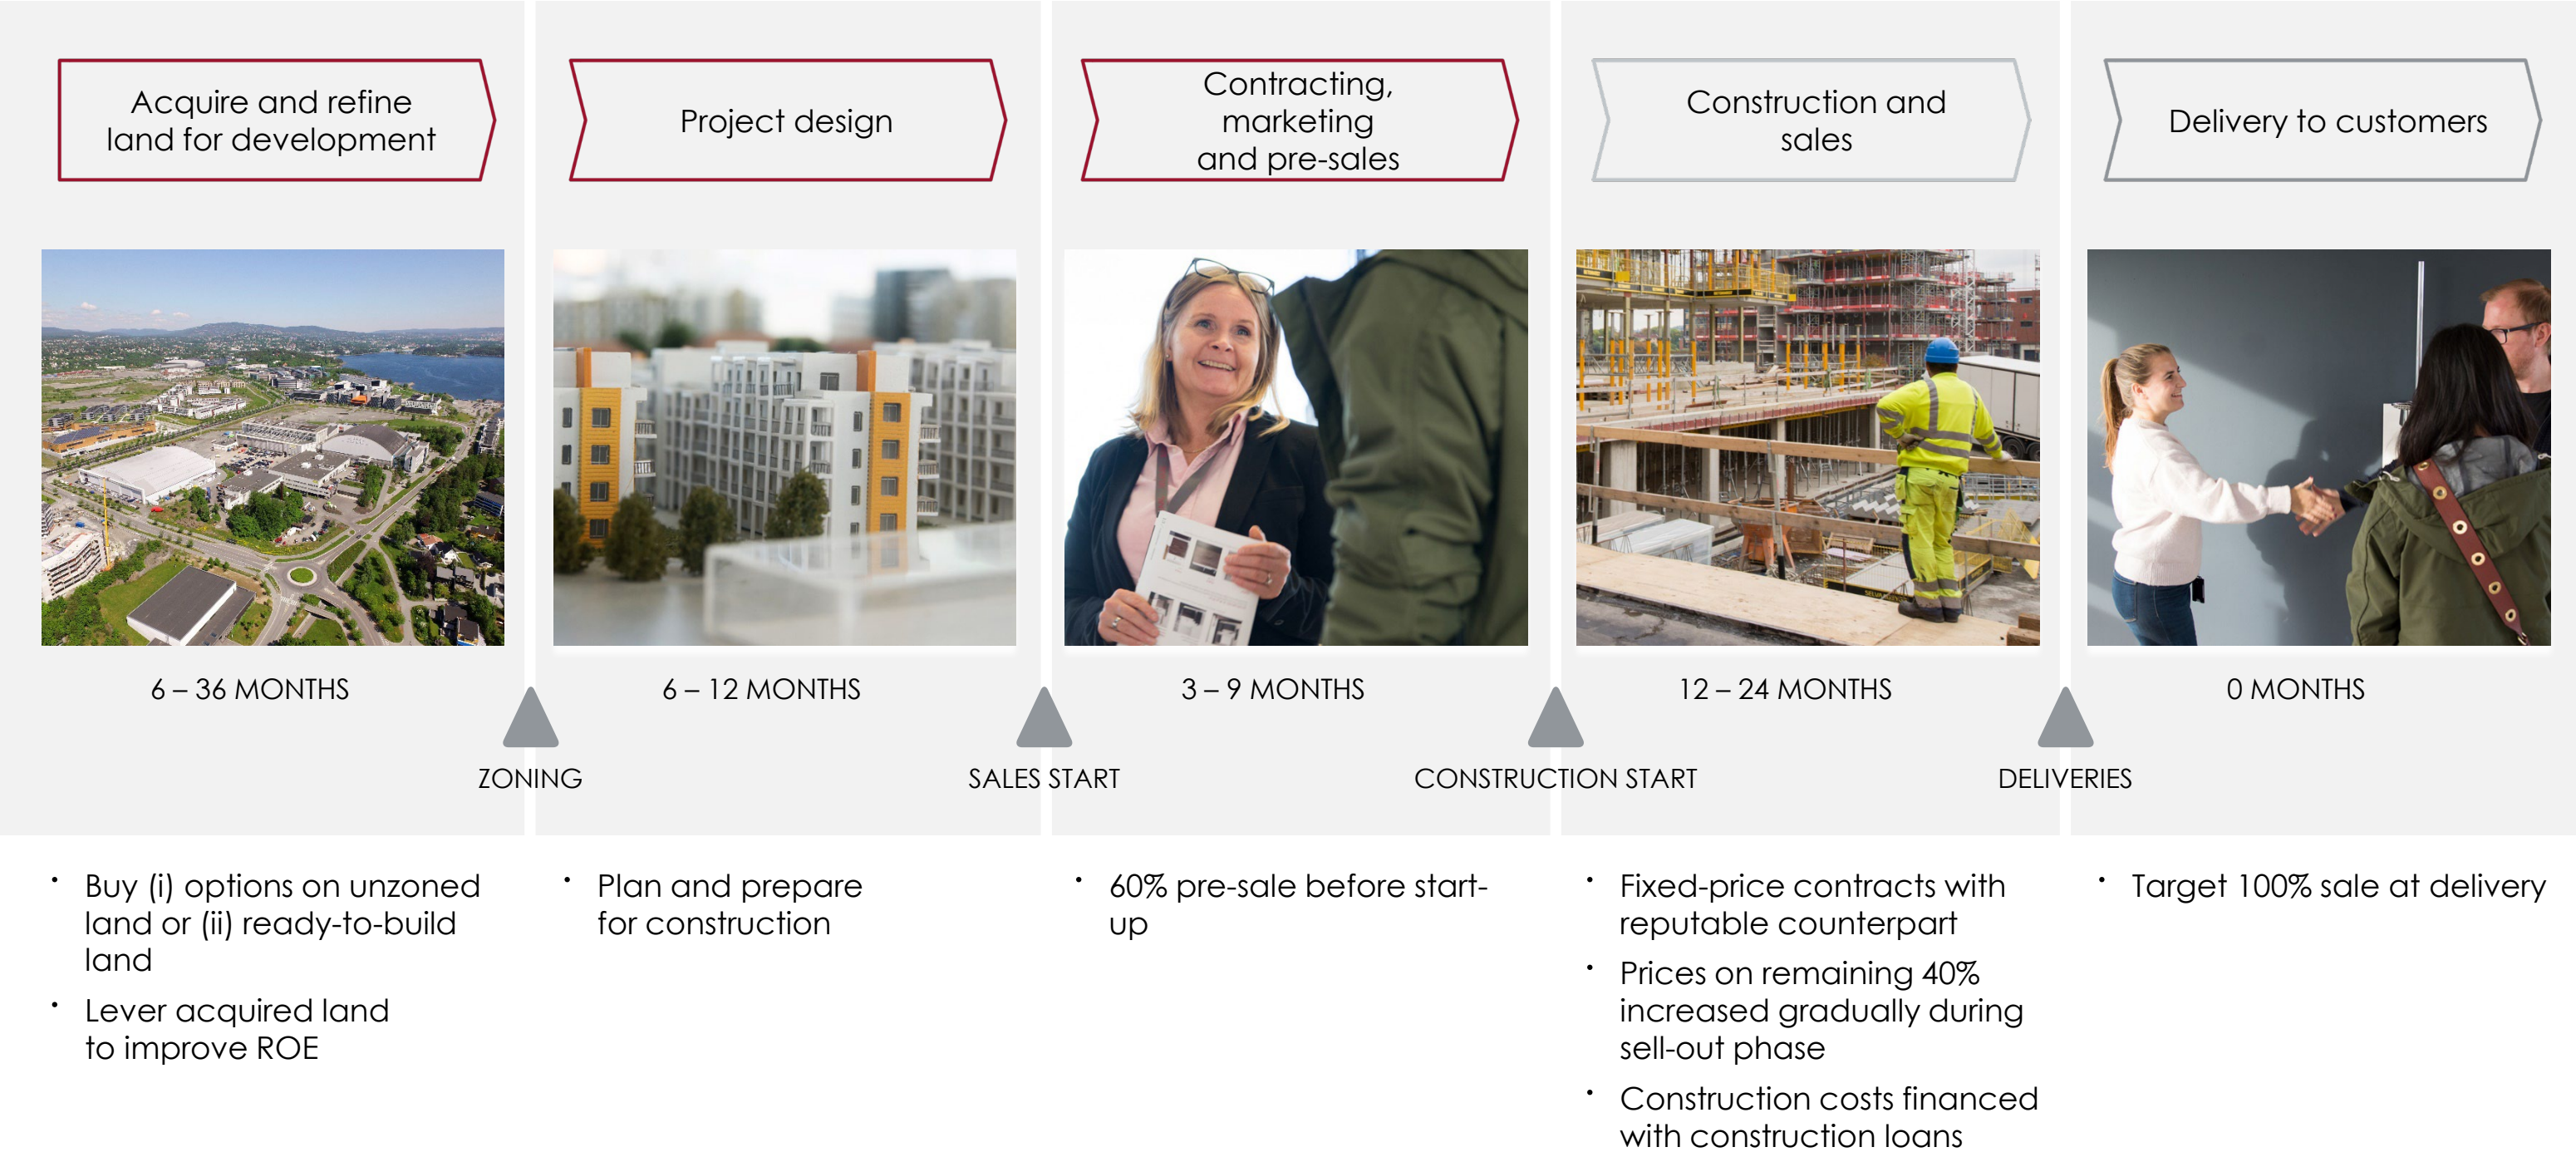 Acquire and refine
land for development
Project design
Contracting,
marketing
and pre-sales
Construction and
sales
Delivery to customers
6 – 36 MONTHS
6 – 12 MONTHS
3 – 9 MONTHS
12 – 24 MONTHS
0 MONTHS
ZONING
SALES START
CONSTRUCTION START
DELIVERIES
• Buy (i) options on unzoned
land or (ii) ready-to-build
land
• Lever acquired land
to improve ROE
• Plan and prepare
for construction
• 60% pre-sale before start-
up
• Fixed-price contracts with
reputable counterpart
• Prices on remaining 40%
increased gradually during
sell-out phase
• Construction costs financed
with construction loans
• Target 100% sale at delivery